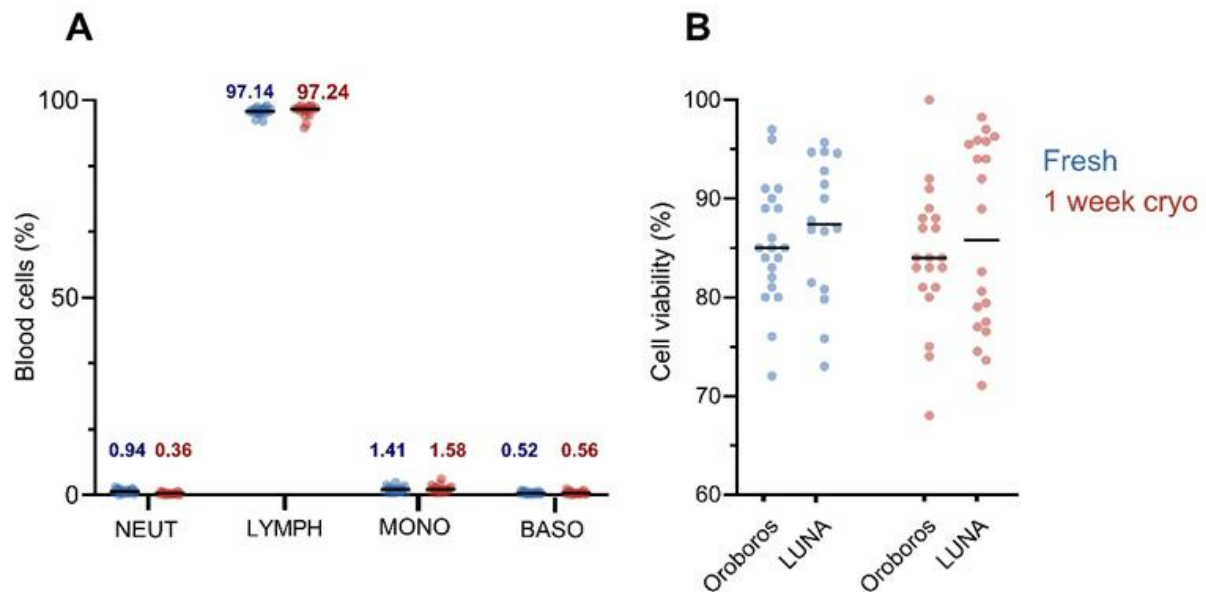 A
Blood cells (%)
100
50
0
97.14 97.24
0.94 0.36
1.41 1.58
0.52 0.56
NEUT LYMPH MONO BASO
B
Cell viability (%)
100
90
80
70
60
Oroboros
LUNA
Oroboros
LUNA
Fresh
1 week cryo